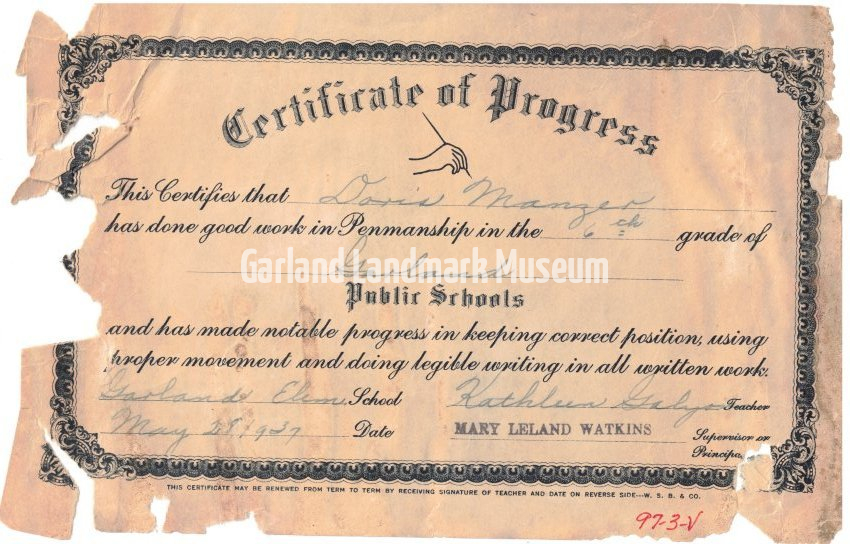 Certificate of Progress
This Certifies that Doris Manger
has done good work in Penmanship in the 6th grade of
Garland
Garland Landmark Museum
Public Schools
and has made notable progress in keeping correct position, using
proper movement and doing legible writing in all written work.
Garland Elem School Kathleen Teacher
May 28, 1937 Date MARY LELAND WATKINS Supervisor or
Principa
THIS CERTIFICATE MAY BE RENEWED FROM TERM TO TERM BY RECEIVING SIGNATURE OF TEACHER AND DATE ON REVERSE SIDE—W. S. B. & CO.
97-3-V